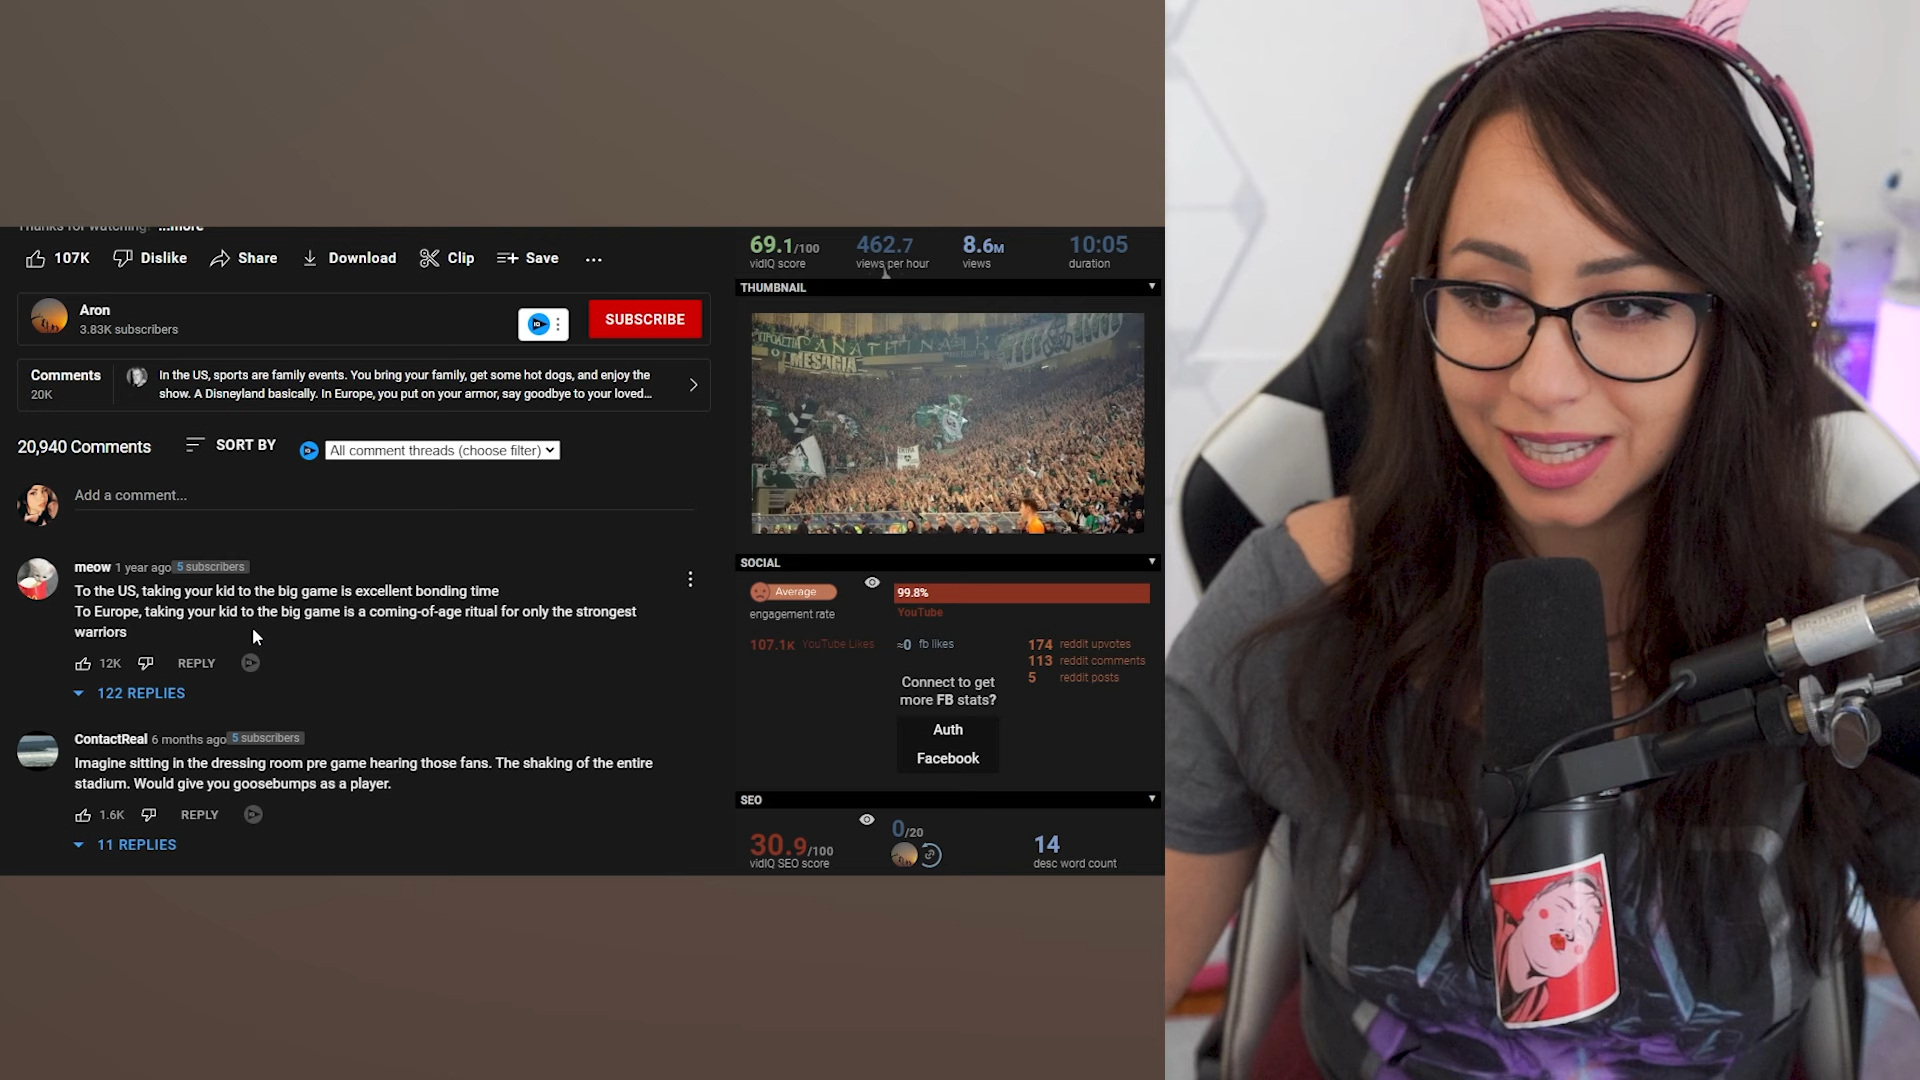 Thanks for watching! ...more
107K Dislike Share Download Clip Save
Aron
3.83K subscribers
SUBSCRIBE
Comments
20K
In the US, sports are family events. You bring your family, get some hot dogs, and enjoy the
show. A Disneyland basically. In Europe, you put on your armor, say goodbye to your loved...
20,940 Comments SORT BY All comment threads (choose filter)
Add a comment...
meow 1 year ago 5 subscribers
To the US, taking your kid to the big game is excellent bonding time
To Europe, taking your kid to the big game is a coming-of-age ritual for only the strongest
warriors
12K REPLY
122 REPLIES
ContactReal 6 months ago 5 subscribers
Imagine sitting in the dressing room pre game hearing those fans. The shaking of the entire
stadium. Would give you goosebumps as a player.
1.6K REPLY
11 REPLIES
69.1/100 462.7 8.6M 10:05
vidIQ score views per hour views duration
THUMBNAIL
MESOGIA
SOCIAL
Average
engagement rate
99.8%
YouTube
107.1K YouTube Likes
≈0 fb likes
174 reddit upvotes
113 reddit comments
5 reddit posts
Connect to get
more FB stats?
Auth
Facebook
SEO
30.9/100
vidIQ SEO score
0/20
14
desc word count